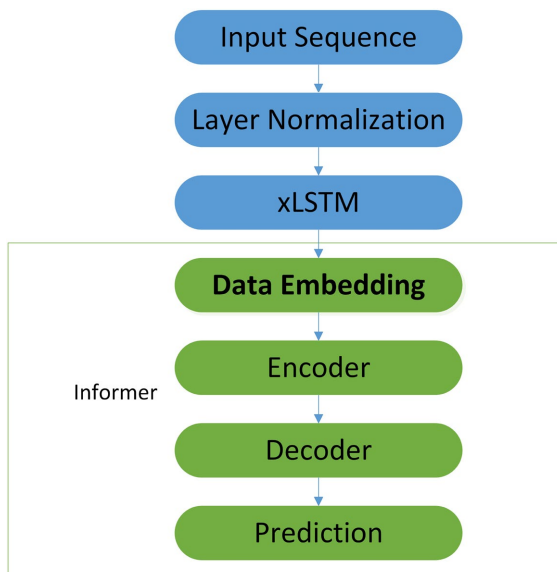 Input Sequence
Layer Normalization
xLSTM
Data Embedding
Encoder
Informer
Decoder
Prediction